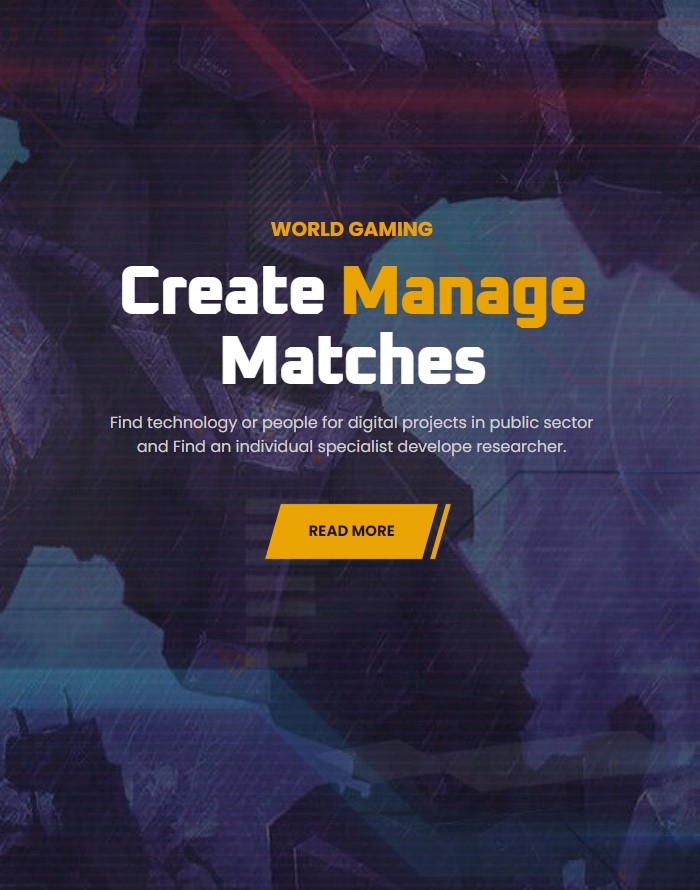 WORLD GAMING
Create Manage
Matches
Find technology or people for digital projects in public sector
and Find an individual specialist develope researcher.
READ MORE